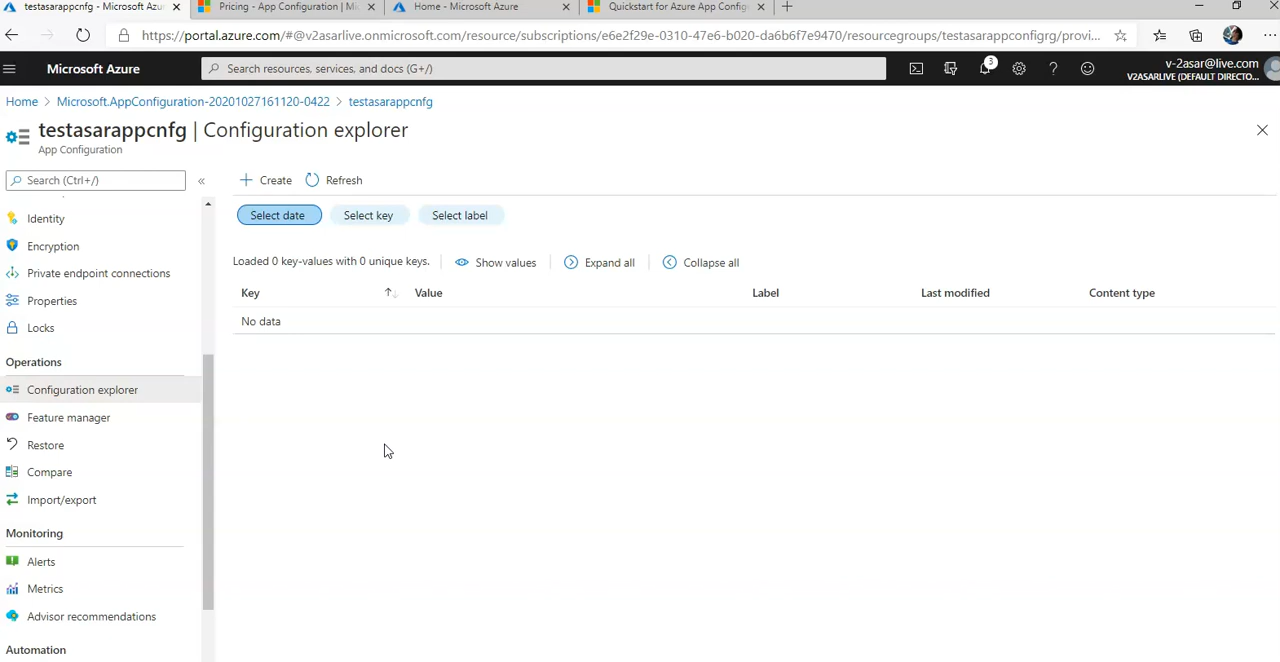 testasarappcnfg - Microsoft Azu
Pricing - App Configuration | Mi
Home - Microsoft Azure
Quickstart for Azure App Config
https://portal.azure.com/#@v2asarlive.onmicrosoft.com/resource/subscriptions/e6e2f29e-0310-47e6-b020-da6b6f7e9470/resourcegroups/testasarappconfigrg/provi...
Microsoft Azure
Search resources, services, and docs (G+/)
3
v-2asar@live.com
V2ASARLIVE (DEFAULT DIRECTO...
Home > Microsoft.AppConfiguration-20201027161120-0422 > testasarappcnfg
testasarappcnfg | Configuration explorer
App Configuration
Search (Ctrl+/)
«
Create
Refresh
Identity
Encryption
Private endpoint connections
Properties
Locks
Operations
Configuration explorer
Feature manager
Restore
Compare
Import/export
Monitoring
Alerts
Metrics
Advisor recommendations
Automation
Select date
Select key
Select label
Loaded 0 key-values with 0 unique keys.
Show values
Expand all
Collapse all
Key
Value
Label
Last modified
Content type
No data